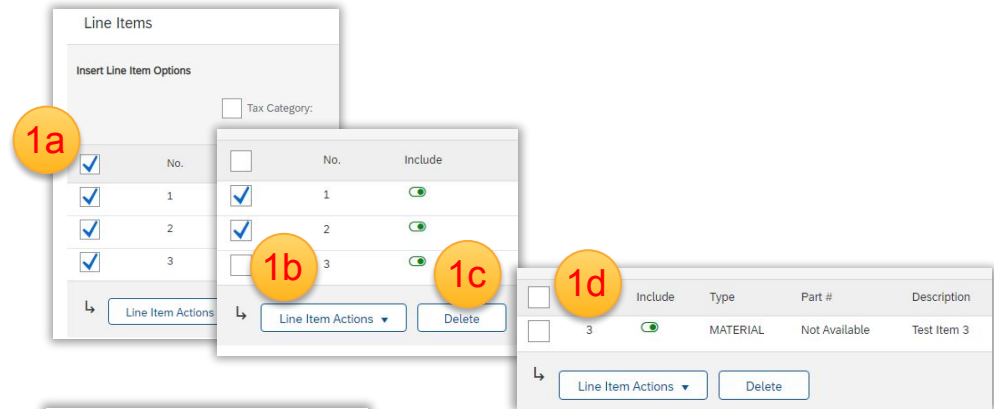 Line Items
Insert Line Item Options
Tax Category:
1a
No.
1
2
3
Line Item Actions
No. Include
1
2
1b 3 1c
Line Item Actions Delete
1d Include Type Part # Description
3 MATERIAL Not Available Test Item 3
Line Item Actions Delete